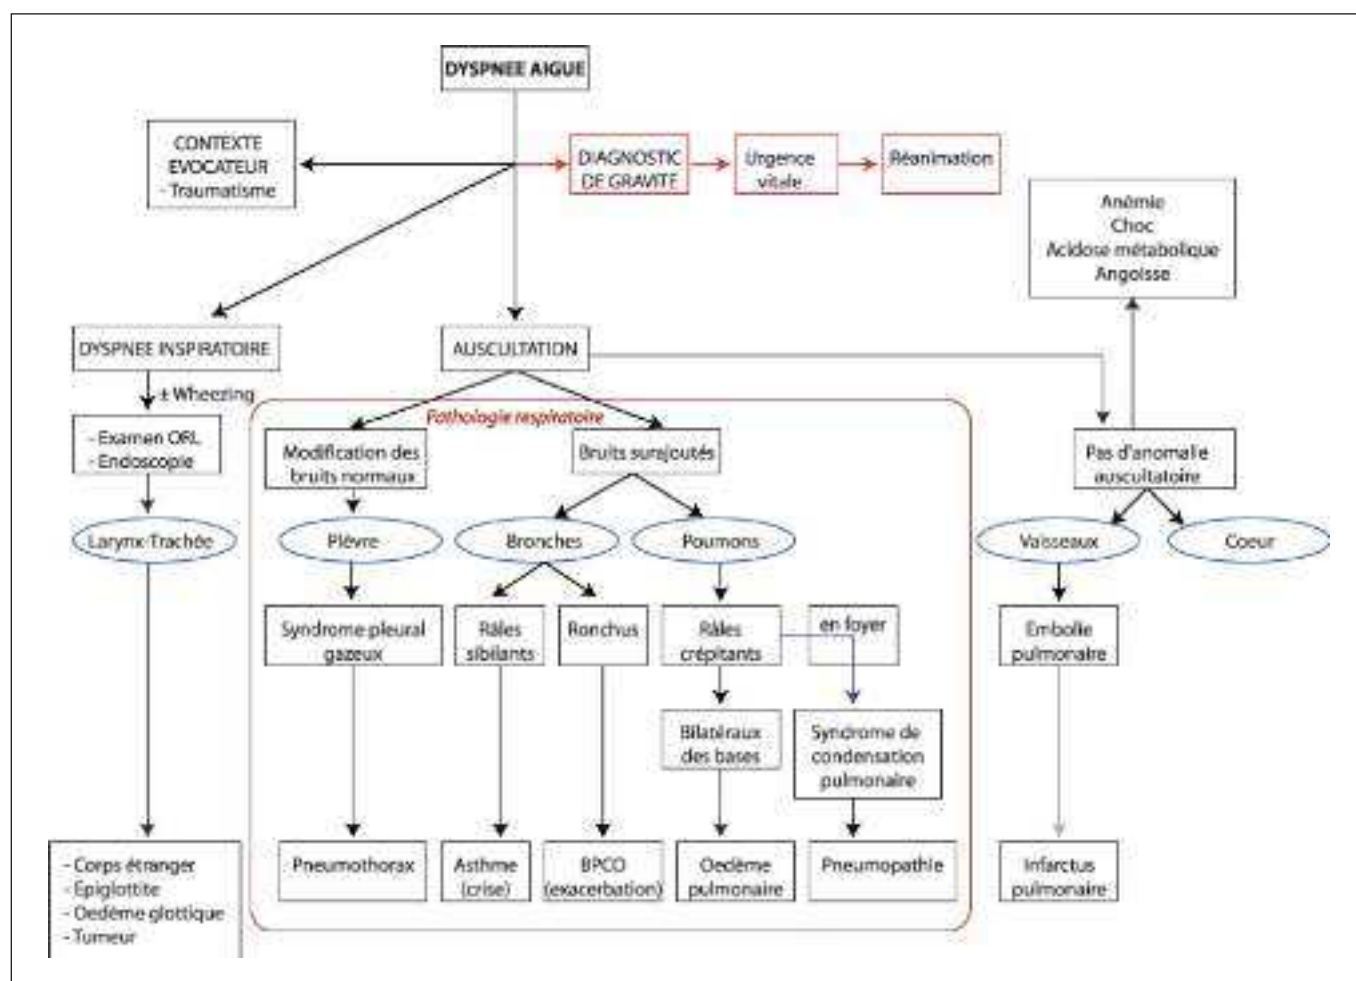 DYSPNEE AIGUE
CONTEXTE
EVOCATEUR
- Traumatisme
DIAGNOSTIC
DE GRAVITE
Urgence
vitale
Réanimation
Anémie
Choc
Acidose métabolique
Angoisse
DYSPNEE INSPIRATOIRE
AUSCULTATION
± Wheezing
Pathologie respiratoire
- Examen ORL
- Endoscopie
Modification des
bruits normaux
Bruits surajoutés
Pas d'anomalie
auscultatoire
Larynx-Trachée
Plèvre
Bronches
Poumons
Vaisseaux
Coeur
Syndrome pleural
gazeux
Râles
sibilants
Ronchus
Râles
crépitants
en foyer
Embolie
pulmonaire
Bilatéraux
des bases
Syndrome de
condensation
pulmonaire
- Corps étranger
- Epiglottite
- Oedème glottique
- Tumeur
Pneumothorax
Asthme
(crise)
BPCO
(exacerbation)
Oedème
pulmonaire
Pneumopathie
Infarctus
pulmonaire